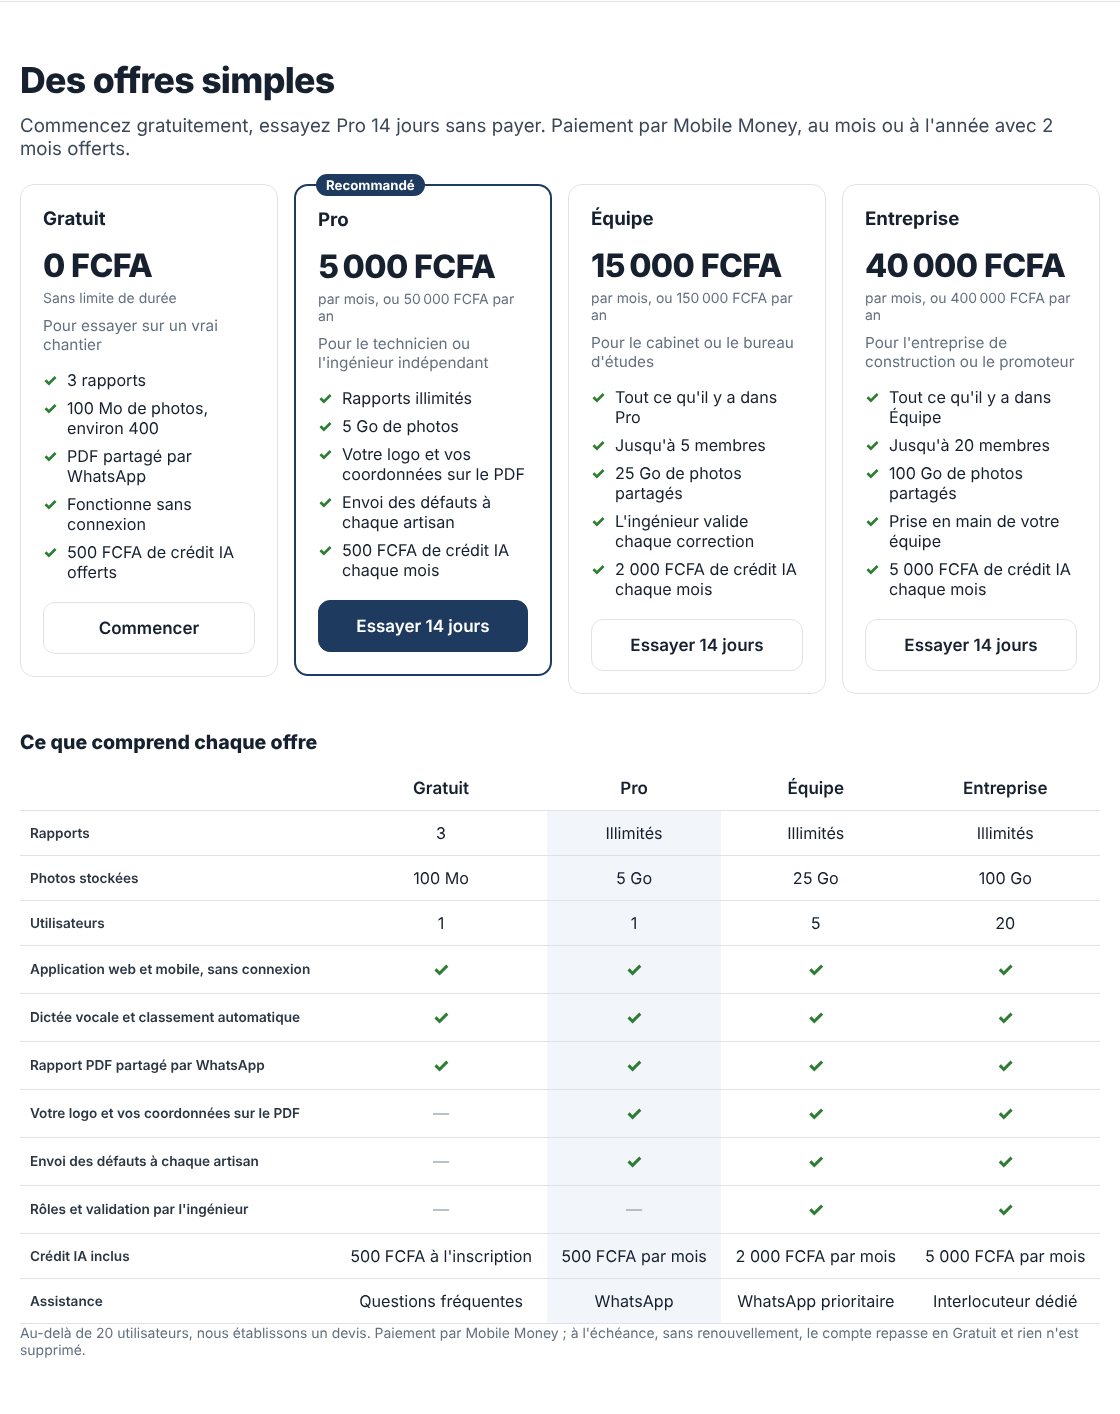 Des offres simples
Commencez gratuitement, essayez Pro 14 jours sans payer. Paiement par Mobile Money, au mois ou à l'année avec 2
mois offerts.
Gratuit
0 FCFA
Sans limite de durée
Pour essayer sur un vrai
chantier
3 rapports
100 Mo de photos,
environ 400
PDF partagé par
WhatsApp
Fonctionne sans
connexion
500 FCFA de crédit IA
offerts
Commencer
Recommandé
Pro
5 000 FCFA
par mois, ou 50 000 FCFA par
an
Pour le technicien ou
l'ingénieur indépendant
Rapports illimités
5 Go de photos
Votre logo et vos
coordonnées sur le PDF
Envoi des défauts à
chaque artisan
500 FCFA de crédit IA
chaque mois
Essayer 14 jours
Équipe
15 000 FCFA
par mois, ou 150 000 FCFA par
an
Pour le cabinet ou le bureau
d'études
Tout ce qu'il y a dans
Pro
Jusqu'à 5 membres
25 Go de photos
partagés
L'ingénieur valide
chaque correction
2 000 FCFA de crédit IA
chaque mois
Essayer 14 jours
Entreprise
40 000 FCFA
par mois, ou 400 000 FCFA par
an
Pour l'entreprise de
construction ou le promoteur
Tout ce qu'il y a dans
Équipe
Jusqu'à 20 membres
100 Go de photos
partagés
Prise en main de votre
équipe
5 000 FCFA de crédit IA
chaque mois
Essayer 14 jours
Ce que comprend chaque offre
Gratuit Pro Équipe Entreprise
Rapports 3 Illimités Illimités Illimités
Photos stockées 100 Mo 5 Go 25 Go 100 Go
Utilisateurs 1 1 5 20
Application web et mobile, sans connexion ✓ ✓ ✓ ✓
Dictée vocale et classement automatique ✓ ✓ ✓ ✓
Rapport PDF partagé par WhatsApp ✓ ✓ ✓ ✓
Votre logo et vos coordonnées sur le PDF — ✓ ✓ ✓
Envoi des défauts à chaque artisan — ✓ ✓ ✓
Rôles et validation par l'ingénieur — — ✓ ✓
Crédit IA inclus 500 FCFA à l'inscription 500 FCFA par mois 2 000 FCFA par mois 5 000 FCFA par mois
Assistance Questions fréquentes WhatsApp WhatsApp prioritaire Interlocuteur dédié
Au-delà de 20 utilisateurs, nous établissons un devis. Paiement par Mobile Money ; à l'échéance, sans renouvellement, le compte repasse en Gratuit et rien n'est
supprimé.